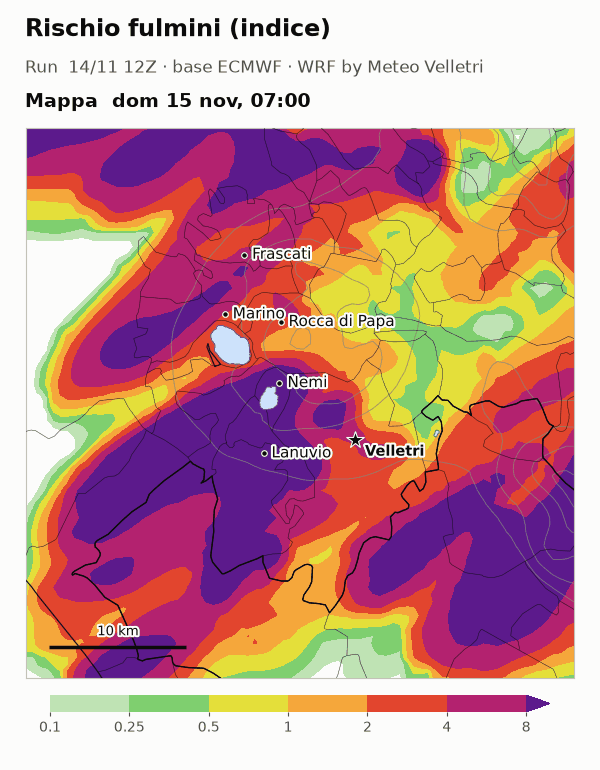 Rischio fulmini (indice)
Run 14/11 12Z · base ECMWF · WRF by Meteo Velletri
Mappa dom 15 nov, 07:00
Frascati
Marino
Rocca di Papa
Nemi
Velletri
Lanuvio
10 km
0.1 0.25 0.5 1 2 4 8